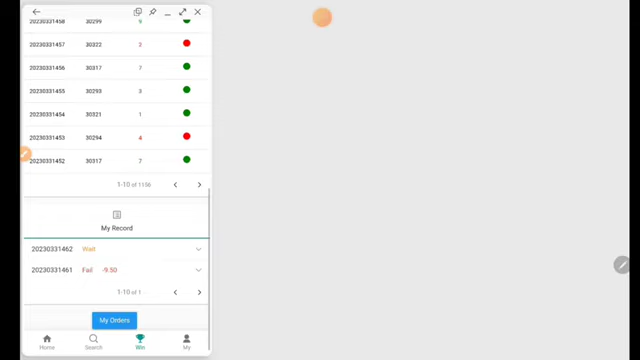 20230331458 30299 9
20230331457 30322 2
20230331456 30317 7
20230331455 30293 3
20230331454 30321 1
20230331453 30294 4
20230331452 30317 7
1-10 of 1156
My Record
20230331462 Wait
20230331461 Fail -9.50
1-10 of 1
My Orders
Home Search Win My